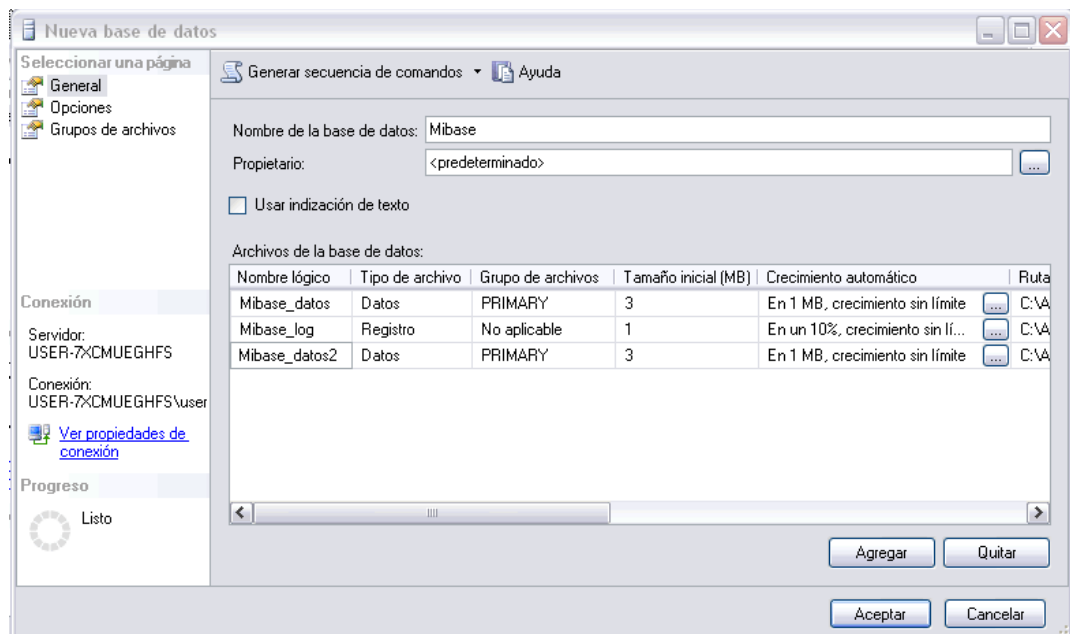 Nueva base de datos
Seleccionar una página
General
Opciones
Grupos de archivos
Conexión
Servidor:
USER-7XCMUEGHFS
Conexión:
USER-7XCMUEGHFS\user
Ver propiedades de
conexión
Progreso
Listo
Generar secuencia de comandos Ayuda
Nombre de la base de datos: Mibase
Propietario: <predeterminado> ...
Usar indización de texto
Archivos de la base de datos:
Nombre lógico Tipo de archivo Grupo de archivos Tamaño inicial (MB) Crecimiento automático Ruta
Mibase_datos Datos PRIMARY 3 En 1 MB, crecimiento sin límite ... C:\A
Mibase_log Registro No aplicable 1 En un 10%, crecimiento sin lí... ... C:\A
Mibase_datos2 Datos PRIMARY 3 En 1 MB, crecimiento sin límite ... C:\A
Agregar Quitar
Aceptar Cancelar